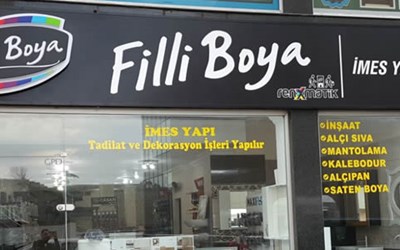 Boya
Filli Boya
renxmatik
İMES Y
İMES YAPI
Tadilat ve Dekorasyon İşleri Yapılır
İNŞAAT
ALÇI SIVA
MANTOLAMA
KALEBODUR
ALÇIPAN
SATEN BOYA